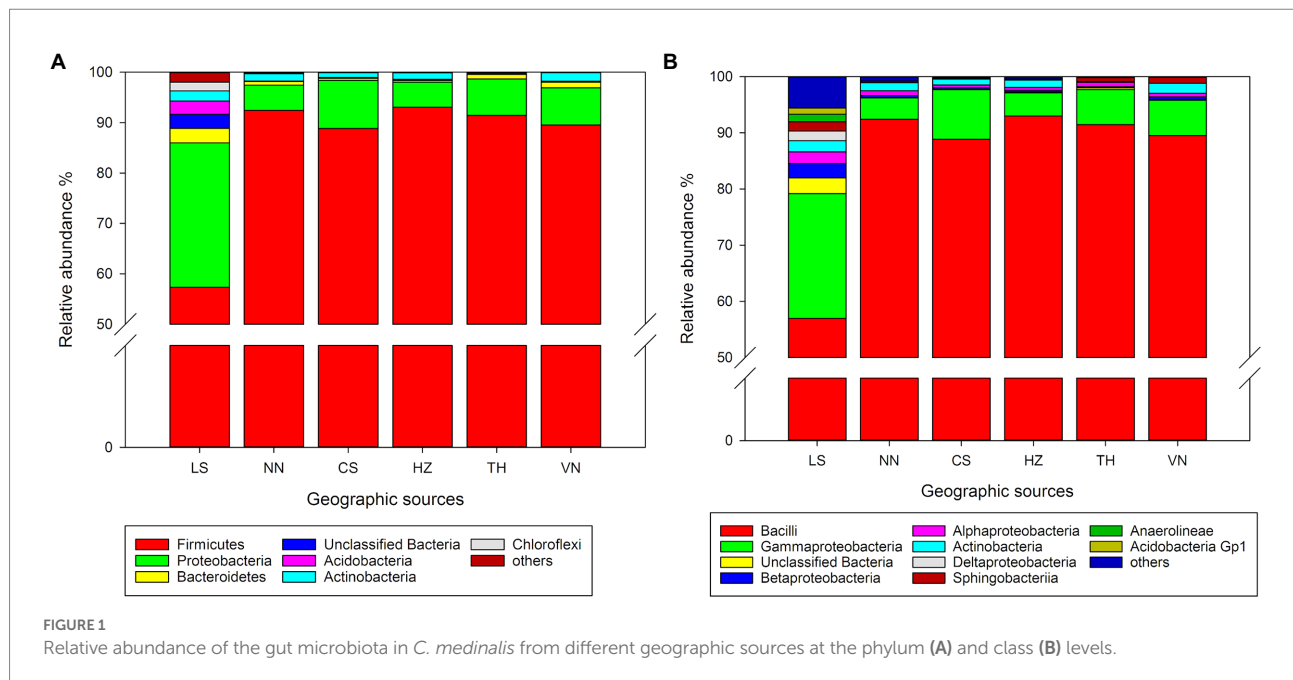 A
Relative abundance %
100
90
80
70
60
50
0
LS NN CS HZ TH VN
Geographic sources
Firmicutes Unclassified Bacteria Chloroflexi
Proteobacteria Acidobacteria others
Bacteroidetes Actinobacteria
B
Relative abundance %
100
90
80
70
60
50
0
LS NN CS HZ TH VN
Geographic sources
Bacilli Alphaproteobacteria Anaerolineae
Gammaproteobacteria Actinobacteria Acidobacteria Gp1
Unclassified Bacteria Deltaproteobacteria others
Betaproteobacteria Sphingobacteriia
FIGURE 1
Relative abundance of the gut microbiota in C. medinalis from different geographic sources at the phylum (A) and class (B) levels.